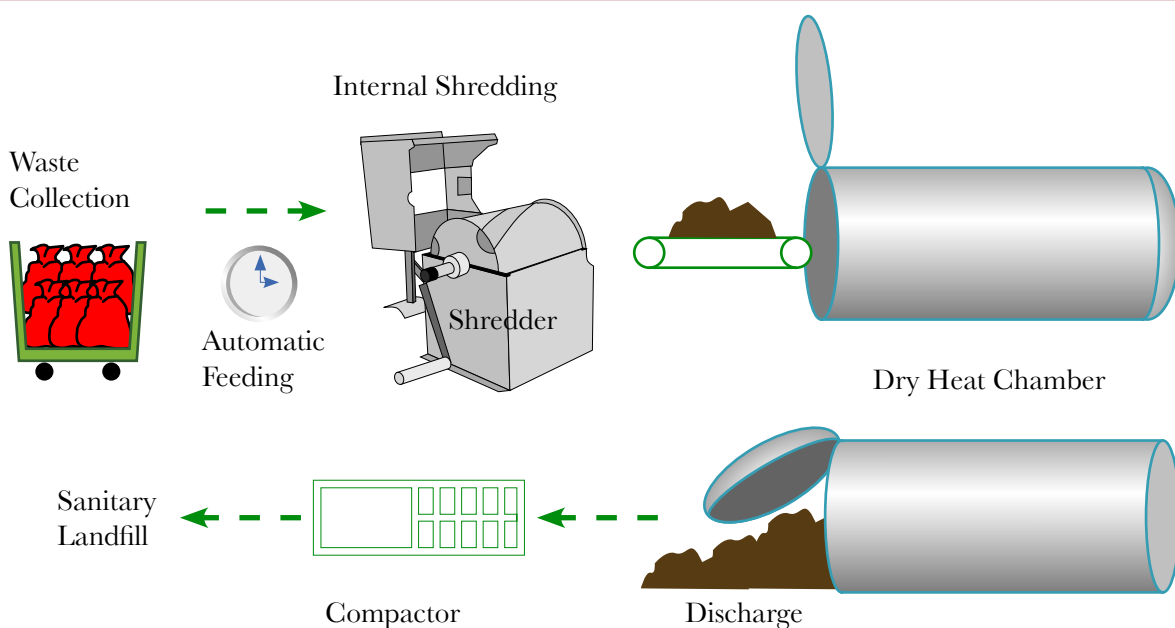 Internal Shredding
Waste
Collection
Shredder
Automatic
Feeding
Dry Heat Chamber
Sanitary
Landfill
Compactor
Discharge